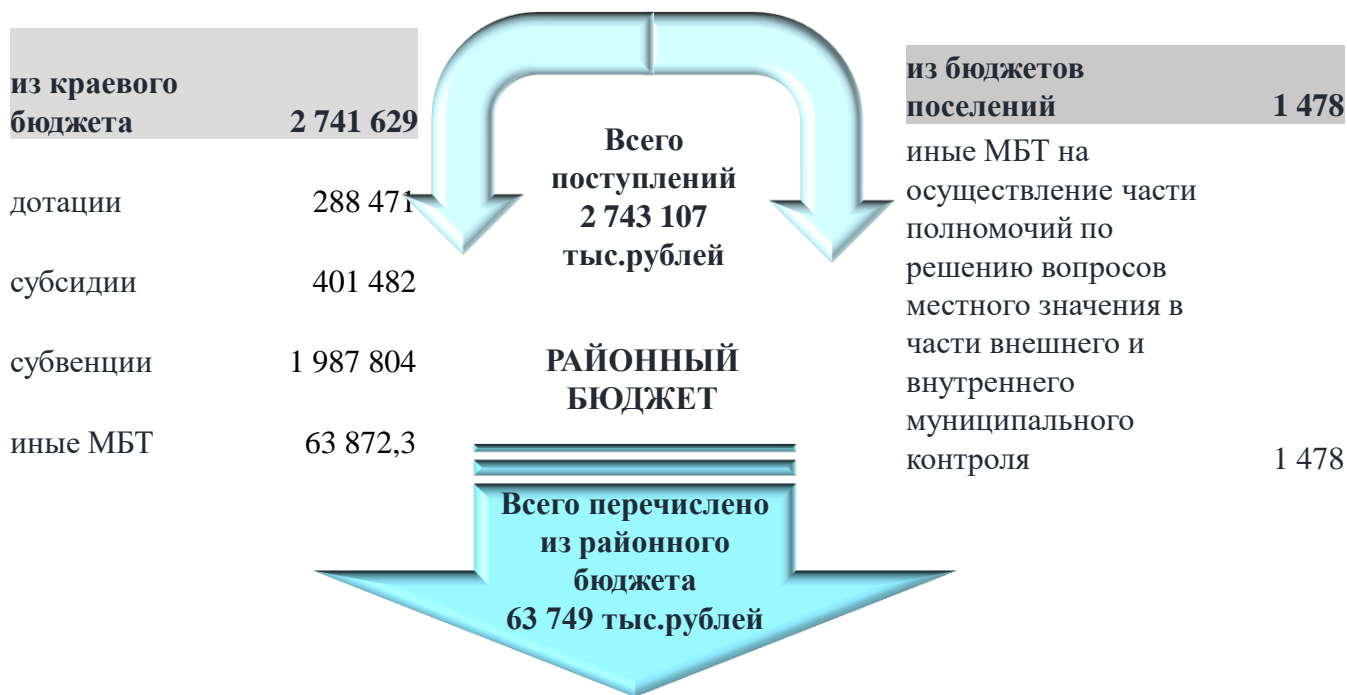 из краевого
бюджета 2 741 629
дотации 288 471
субсидии 401 482
субвенции 1 987 804
иные МБТ 63 872,3
Всего
поступлений
2 743 107
тыс.рублей
РАЙОННЫЙ
БЮДЖЕТ
Всего перечислено
из районного
бюджета
63 749 тыс.рублей
из бюджетов
поселений 1 478
иные МБТ на
осуществление части
полномочий по
решению вопросов
местного значения в
части внешнего и
внутреннего
муниципального
контроля 1 478